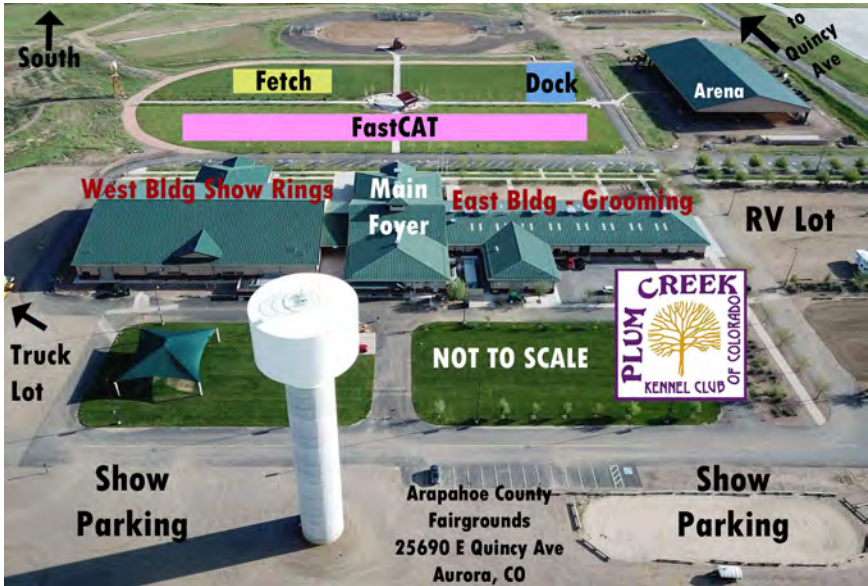 South
to
Quincy
Ave
Fetch
Dock
Arena
FastCAT
West Bldg Show Rings
Main
Foyer
East Bldg - Grooming
RV Lot
Truck
Lot
NOT TO SCALE
PLUM
CREEK
KENNEL CLUB
OF COLORADO
Show
Parking
Arapahoe County
Fairgrounds
25690 E Quincy Ave
Aurora, CO
Show
Parking